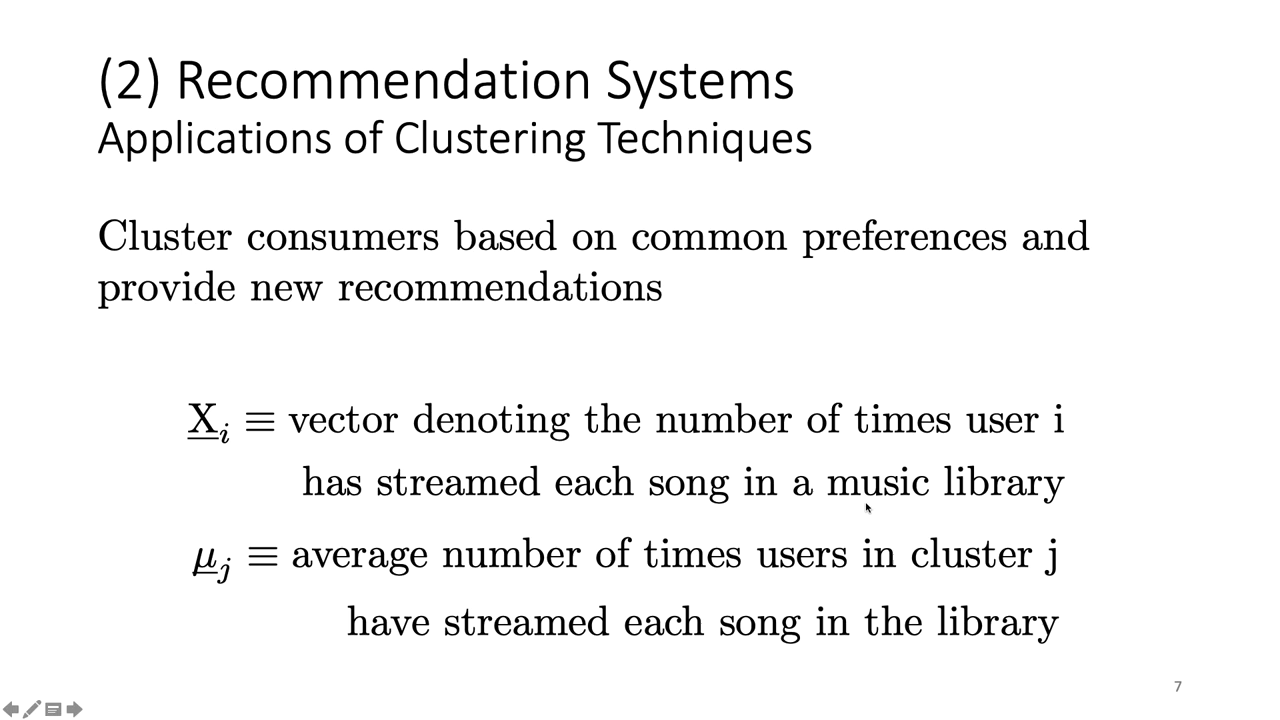 (2) Recommendation Systems
Applications of Clustering Techniques
Cluster consumers based on common preferences and
provide new recommendations
X̲ᵢ ≡ vector denoting the number of times user i
has streamed each song in a music library
μ̲ⱼ ≡ average number of times users in cluster j
have streamed each song in the library
7